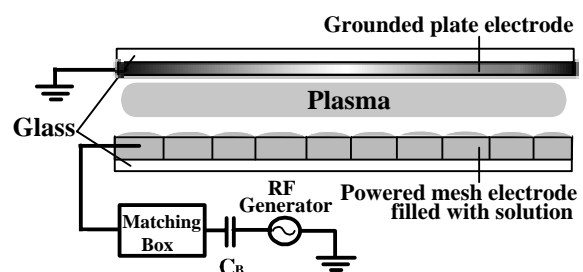 Grounded plate electrode
Plasma
Glass
RF
Generator
Powered mesh electrode
filled with solution
Matching
Box
CB